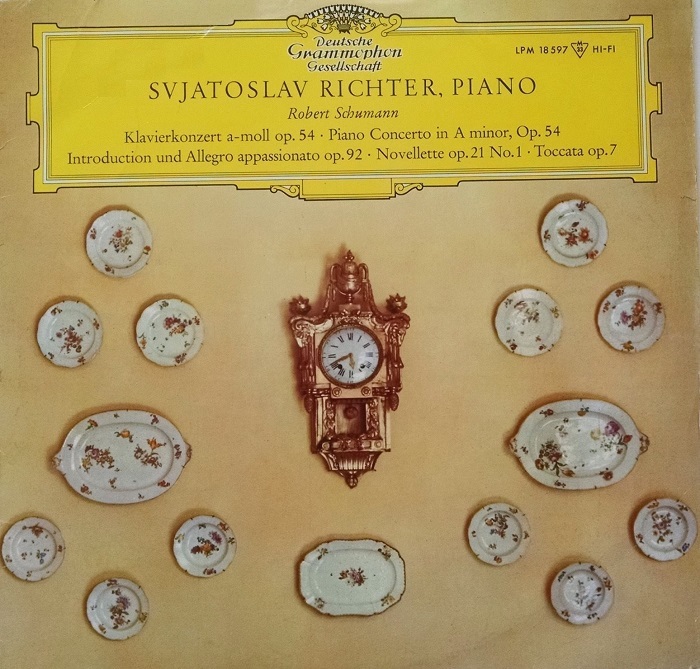 Deutsche
Grammophon
Gesellschaft
LPM 18 597 M 33 HI-FI
SVJATOSLAV RICHTER, PIANO
Robert Schumann
Klavierkonzert a-moll op. 54 · Piano Concerto in A minor, Op. 54
Introduction und Allegro appassionato op. 92 · Novellette op. 21 No. 1 · Toccata op. 7